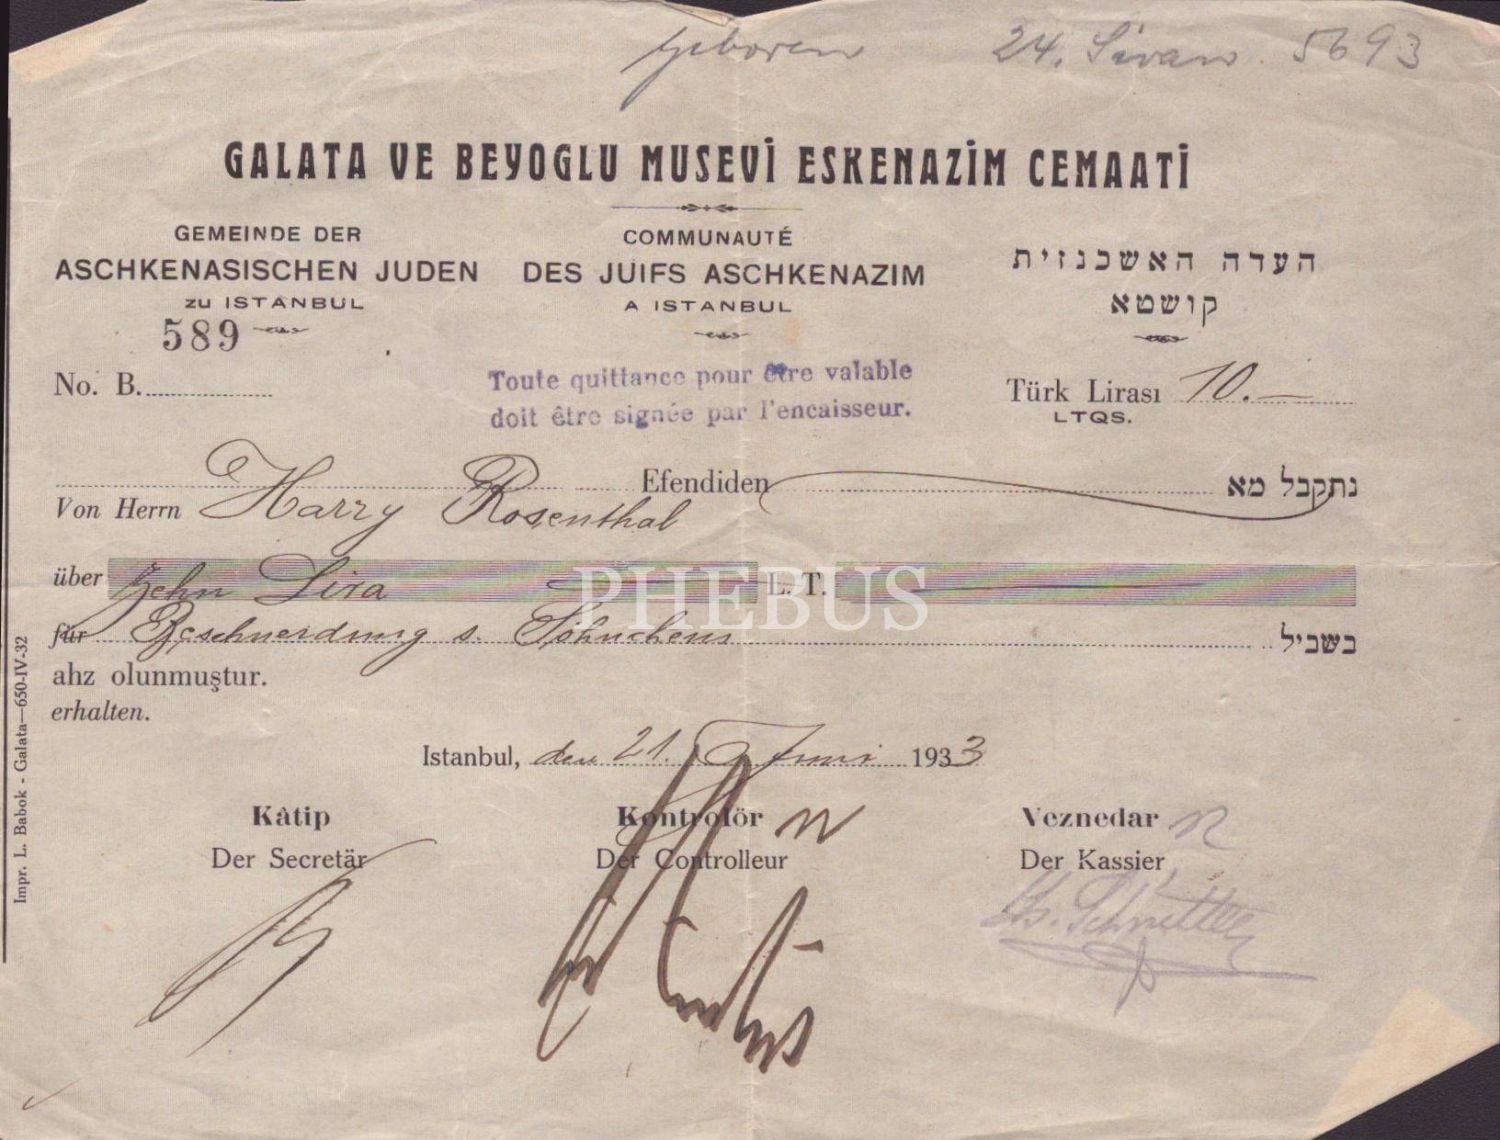 geboren 24. Sivan. 5693
GALATA VE BEYOGLU MUSEVİ ESKENAZİM CEMAATİ
GEMEINDE DER
ASCHKENASISCHEN JUDEN
zu ISTANBUL
COMMUNAUTÉ
DES JUIFS ASCHKENAZIM
A ISTANBUL
העדה האשכנזית
קושטא
589
No. B.
Toute quittance pour être valable
doit être signée par l'encaisseur.
Türk Lirası 10.—
LTQS.
Efendiden נתקבל מא
Von Herrn Harry Rosenthal
über zehn Lira L. T.
für Beschneidung s. Söhnchens בשביל
ahz olunmuştur.
erhalten.
Istanbul, den 21. Juni 1933
Kâtip
Der Secretär
Kontrolör
Der Controlleur
Veznedar
Der Kassier
Impr. L. Babok - Galata—650-IV-32
PHEBUS